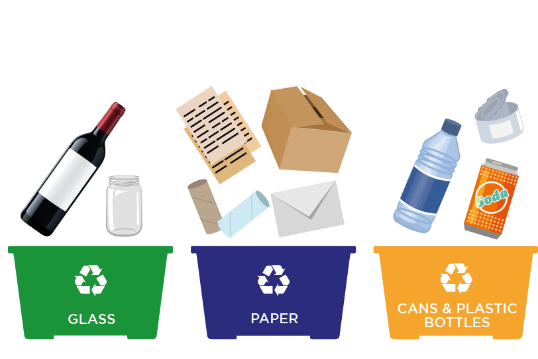 Soda
GLASS
PAPER
CANS & PLASTIC
BOTTLES